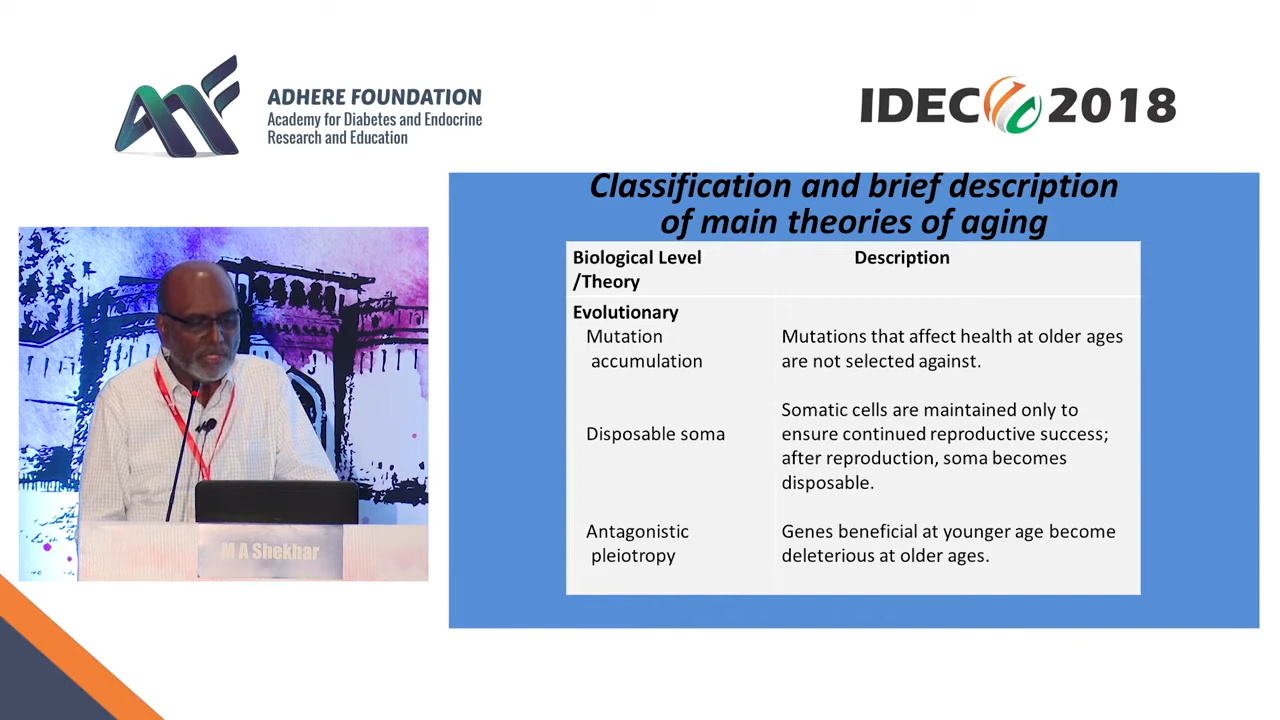 ADHERE FOUNDATION
Academy for Diabetes and Endocrine
Research and Education
IDEC 2018
Classification and brief description
of main theories of aging
Biological Level
/Theory
Description
Evolutionary
Mutation
accumulation
Mutations that affect health at older ages
are not selected against.
Disposable soma
Somatic cells are maintained only to
ensure continued reproductive success;
after reproduction, soma becomes
disposable.
Antagonistic
pleiotropy
Genes beneficial at younger age become
deleterious at older ages.
M A Shekhar